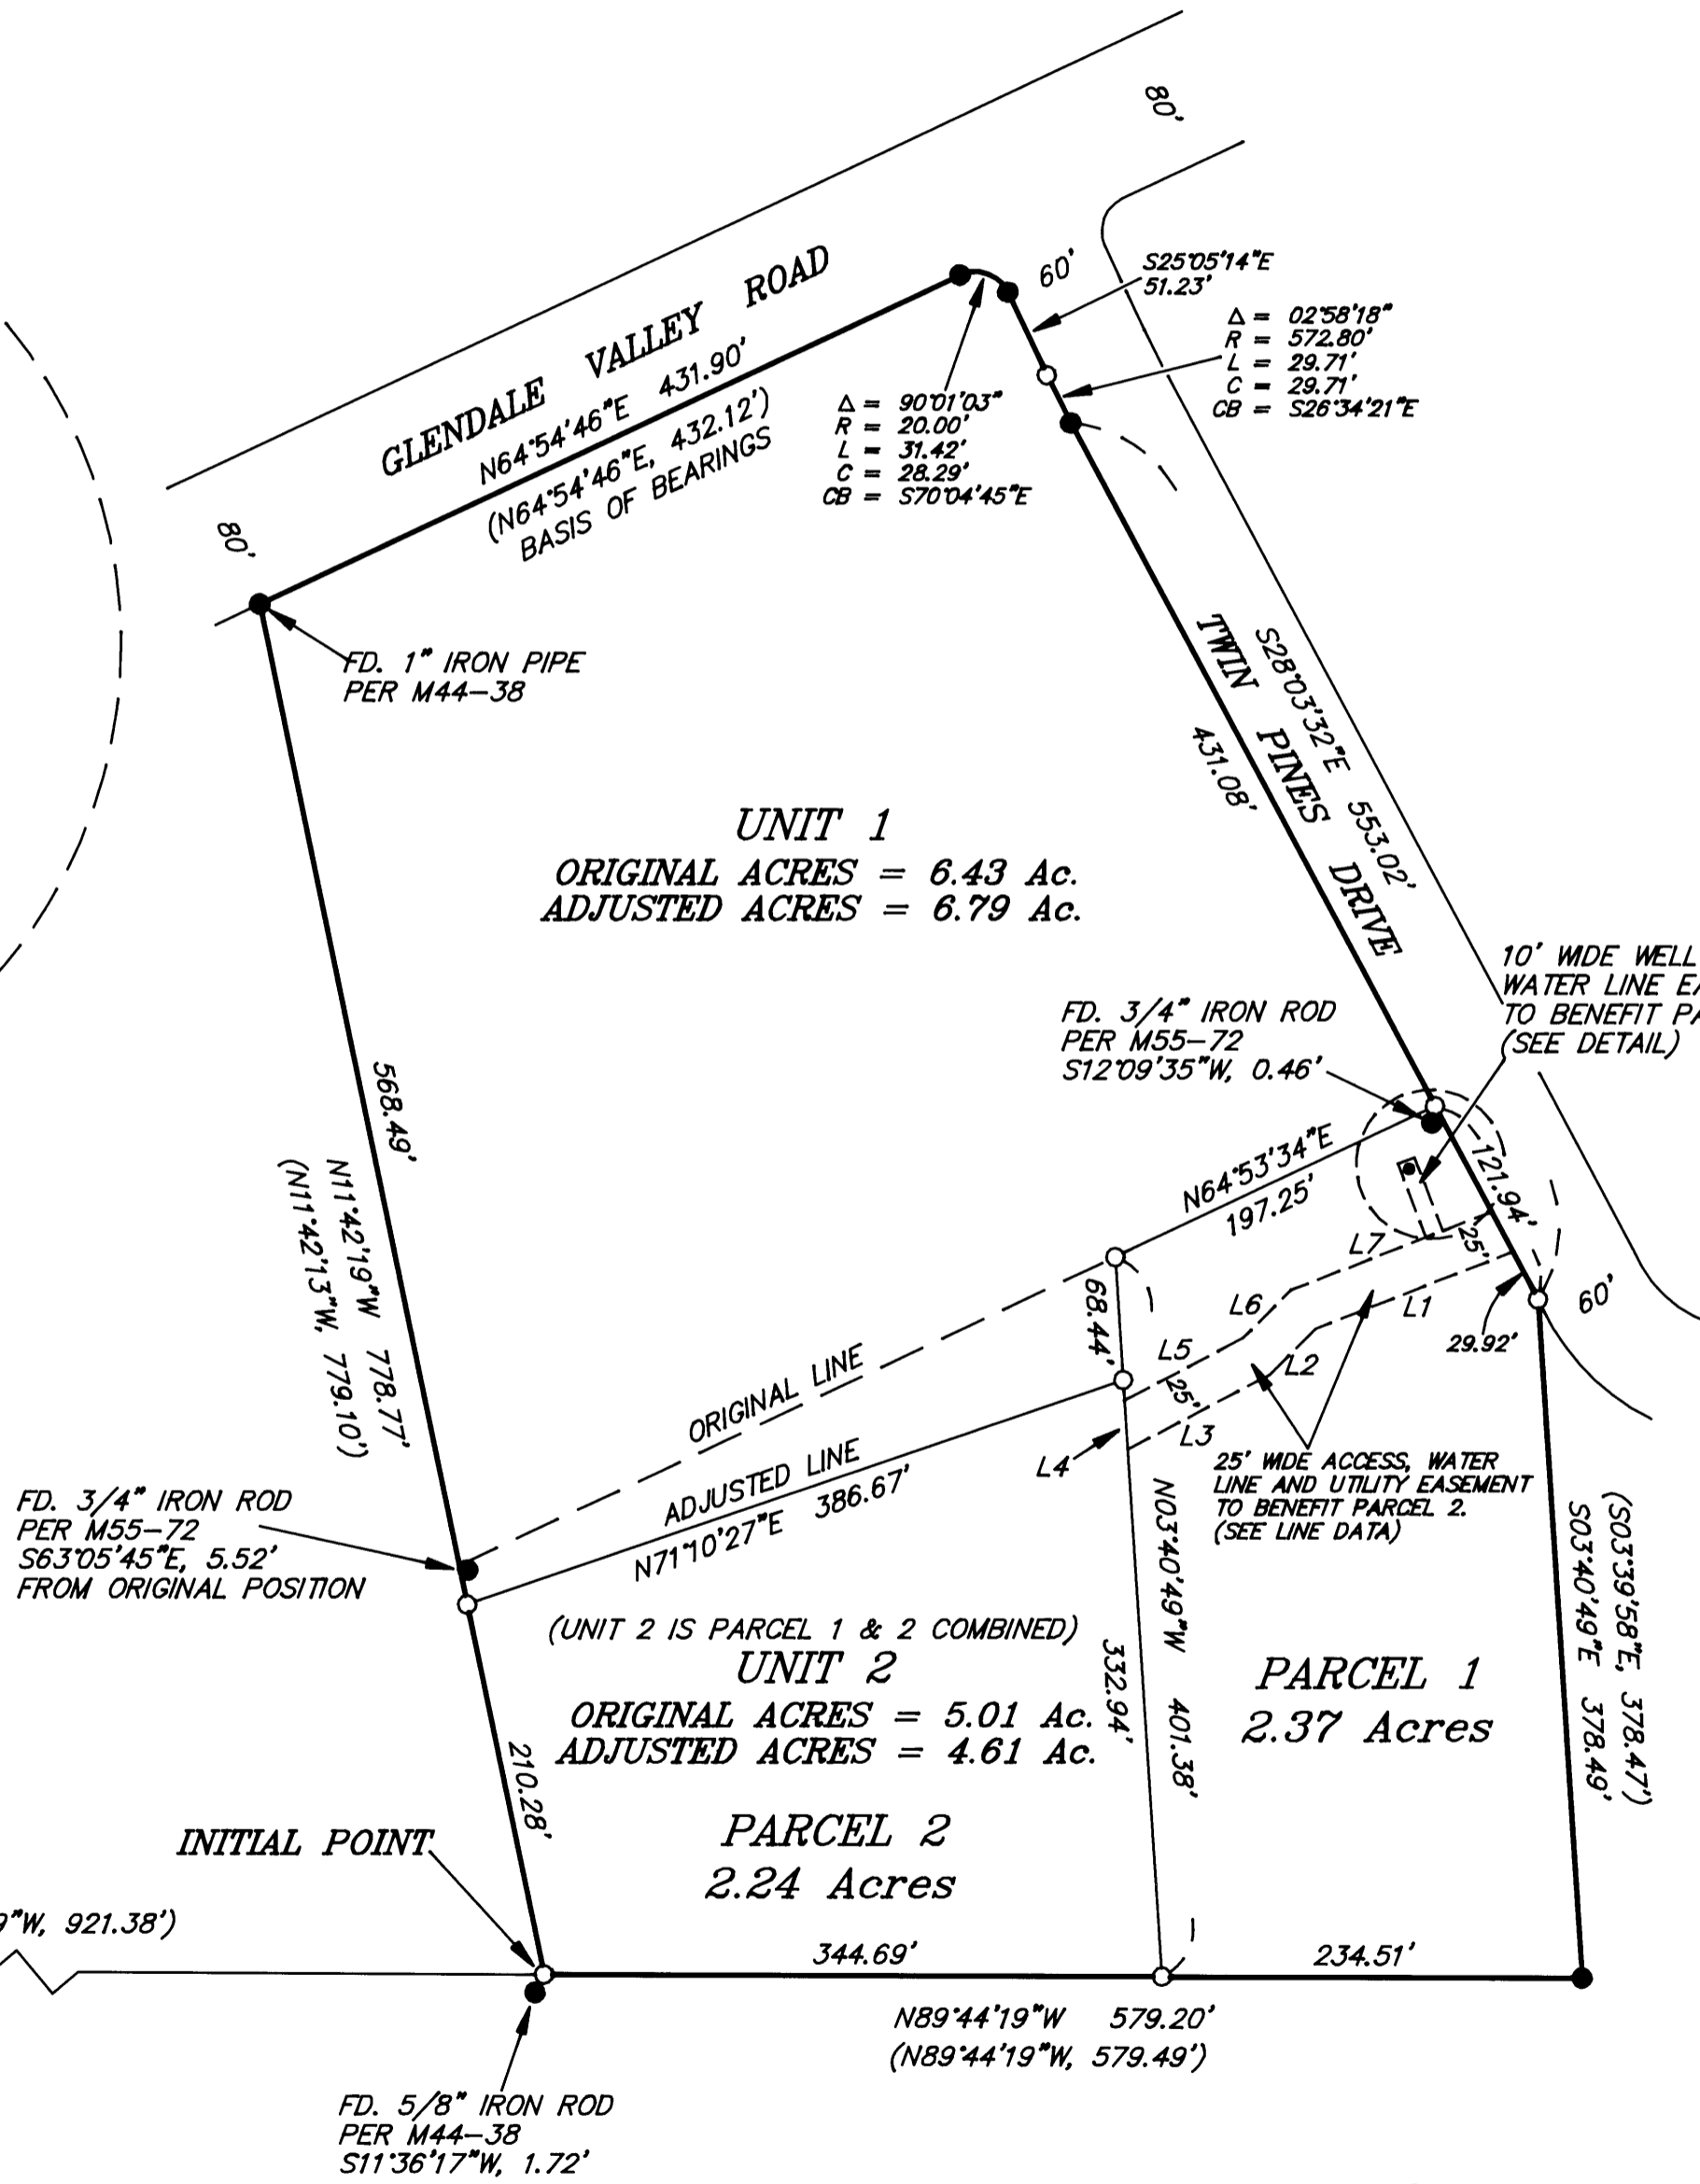 80'
GLENDALE VALLEY ROAD
N64°54'46"E 431.90'
(N64°54'46"E, 432.12')
BASIS OF BEARINGS
80'
60'
S25°05'14"E
51.23'
Δ = 02°58'18"
R = 572.80'
L = 29.71'
C = 29.71'
CB = S26°34'21"E
Δ = 90°01'03"
R = 20.00'
L = 31.42'
C = 28.29'
CB = S70°04'45"E
FD. 1" IRON PIPE
PER M44-38
TWIN PINES DRIVE
S28°03'32"E 553.02'
431.08'
UNIT 1
ORIGINAL ACRES = 6.43 Ac.
ADJUSTED ACRES = 6.79 Ac.
10' WIDE WELL
WATER LINE EA
TO BENEFIT PA
(SEE DETAIL)
FD. 3/4" IRON ROD
PER M55-72
S12°09'35"W, 0.46'
568.49'
N11°42'19"W 778.77'
(N11°42'13"W, 779.10')
N64°53'34"E
197.25'
121.94'
25'
L7
L6
L1
60'
29.92'
68.44'
L5
L2
25'
L3
L4
ORIGINAL LINE
ADJUSTED LINE
N71°10'27"E 386.67'
25' WIDE ACCESS, WATER
LINE AND UTILITY EASEMENT
TO BENEFIT PARCEL 2.
(SEE LINE DATA)
FD. 3/4" IRON ROD
PER M55-72
S63°05'45"E, 5.52'
FROM ORIGINAL POSITION
N03°40'49"W 401.38'
332.94'
(S03°39'58"E, 378.47')
S03°40'49"E 378.49'
(UNIT 2 IS PARCEL 1 & 2 COMBINED)
UNIT 2
ORIGINAL ACRES = 5.01 Ac.
ADJUSTED ACRES = 4.61 Ac.
PARCEL 1
2.37 Acres
210.28'
PARCEL 2
2.24 Acres
INITIAL POINT
9"W, 921.38')
344.69'
234.51'
N89°44'19"W 579.20'
(N89°44'19"W, 579.49')
FD. 5/8" IRON ROD
PER M44-38
S11°36'17"W, 1.72'